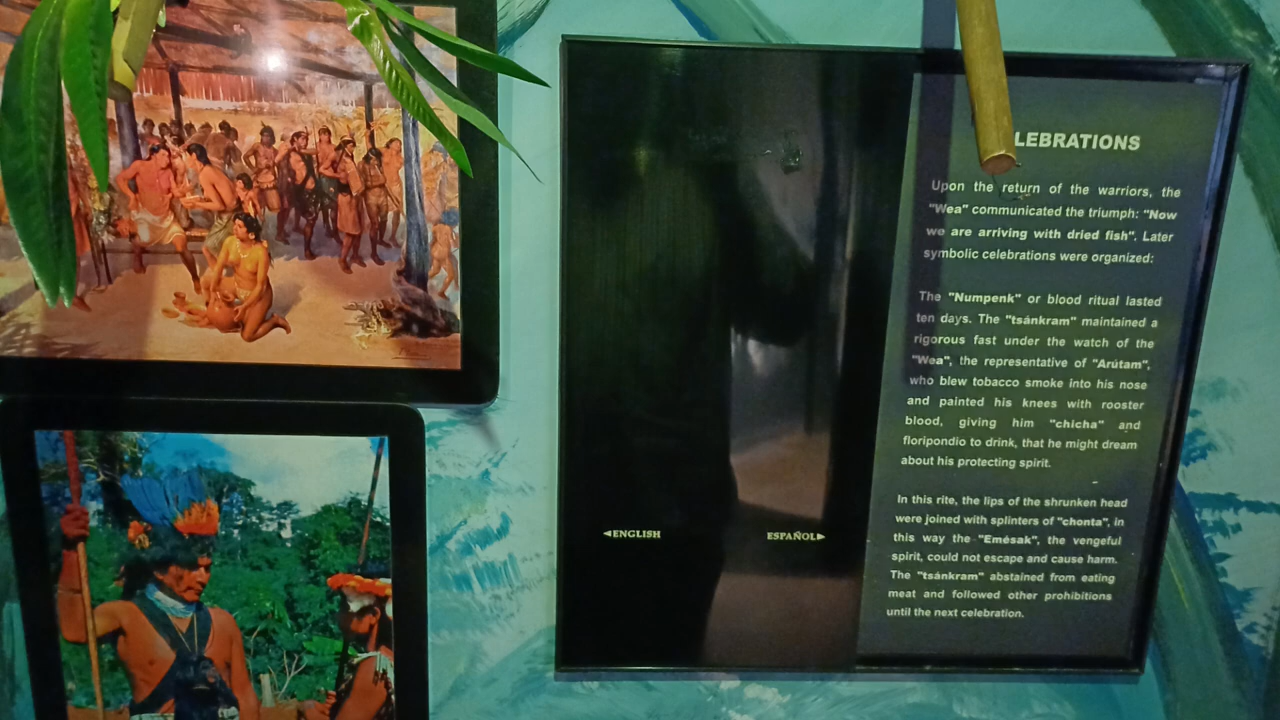 LEBRATIONS
Upon the return of the warriors, the
"Wea" communicated the triumph: "Now
we are arriving with dried fish". Later
symbolic celebrations were organized:
The "Numpenk" or blood ritual lasted
ten days. The "tsánkram" maintained a
rigorous fast under the watch of the
"Wea", the representative of "Arútam",
who blew tobacco smoke into his nose
and painted his knees with rooster
blood, giving him "chicha" and
floripondio to drink, that he might dream
about his protecting spirit.
In this rite, the lips of the shrunken head
were joined with splinters of "chonta", in
this way the "Emésak", the vengeful
spirit, could not escape and cause harm.
The "tsánkram" abstained from eating
meat and followed other prohibitions
until the next celebration.
◄ENGLISH
ESPAÑOL►